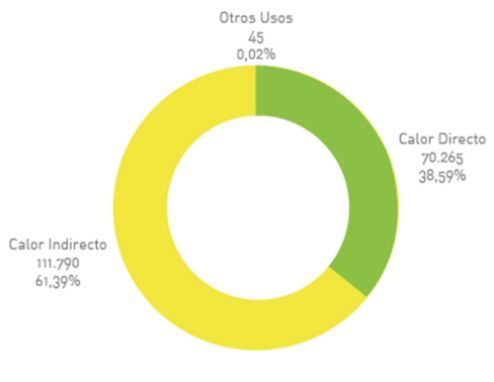 Otros Usos
45
0,02%
Calor Directo
70.265
38,59%
Calor Indirecto
111.790
61,39%